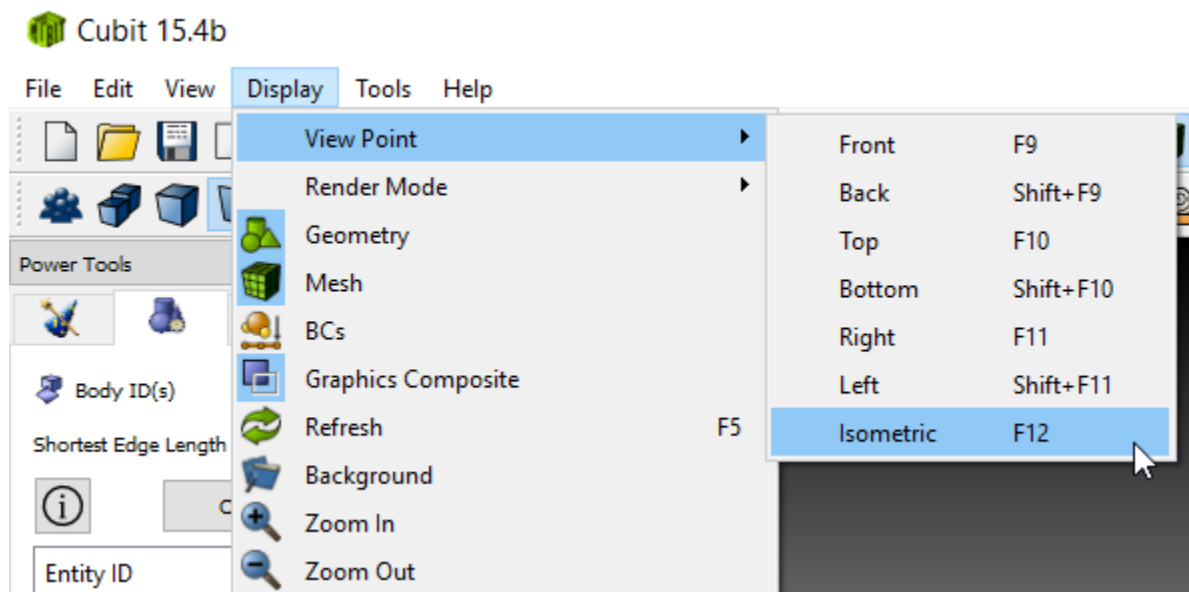 Cubit 15.4b
File Edit View Display Tools Help
View Point
Render Mode
Geometry
Mesh
BCs
Graphics Composite
Refresh F5
Background
Zoom In
Zoom Out
Front F9
Back Shift+F9
Top F10
Bottom Shift+F10
Right F11
Left Shift+F11
Isometric F12
Power Tools
Body ID(s)
Shortest Edge Length
Entity ID